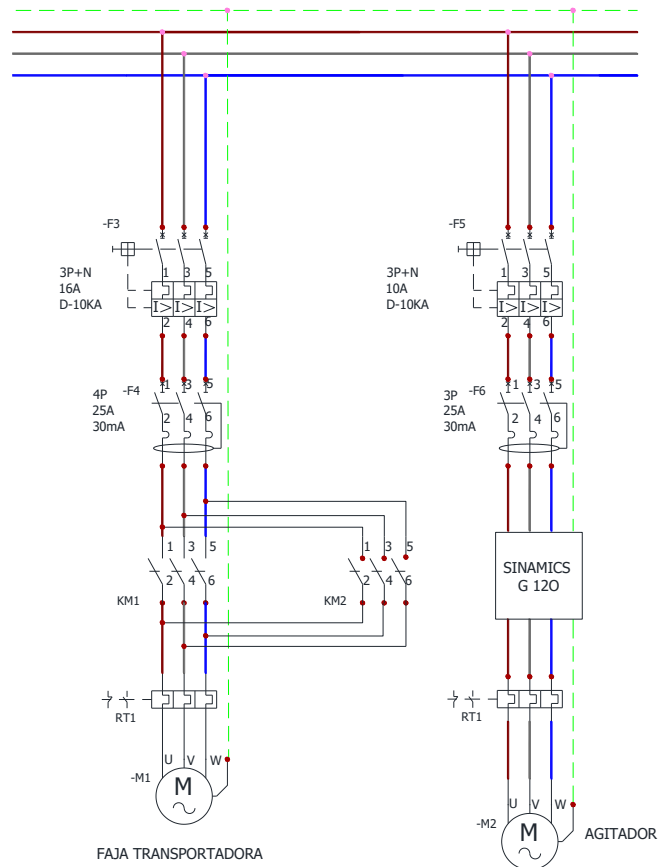 -F3
3P+N
16A
D-10KA
1 3 5
I> I> I>
2 4 6
-F5
3P+N
10A
D-10KA
1 3 5
I> I> I>
2 4 6
4P
25A
30mA
-F4
1 3 5
2 4 6
3P
25A
30mA
-F6
1 3 5
2 4 6
1 3 5
2 4 6
KM1
1 3 5
2 4 6
KM2
SINAMICS
G 12O
RT1
RT1
U V W
-M1
M
FAJA TRANSPORTADORA
U V W
-M2
M
AGITADOR